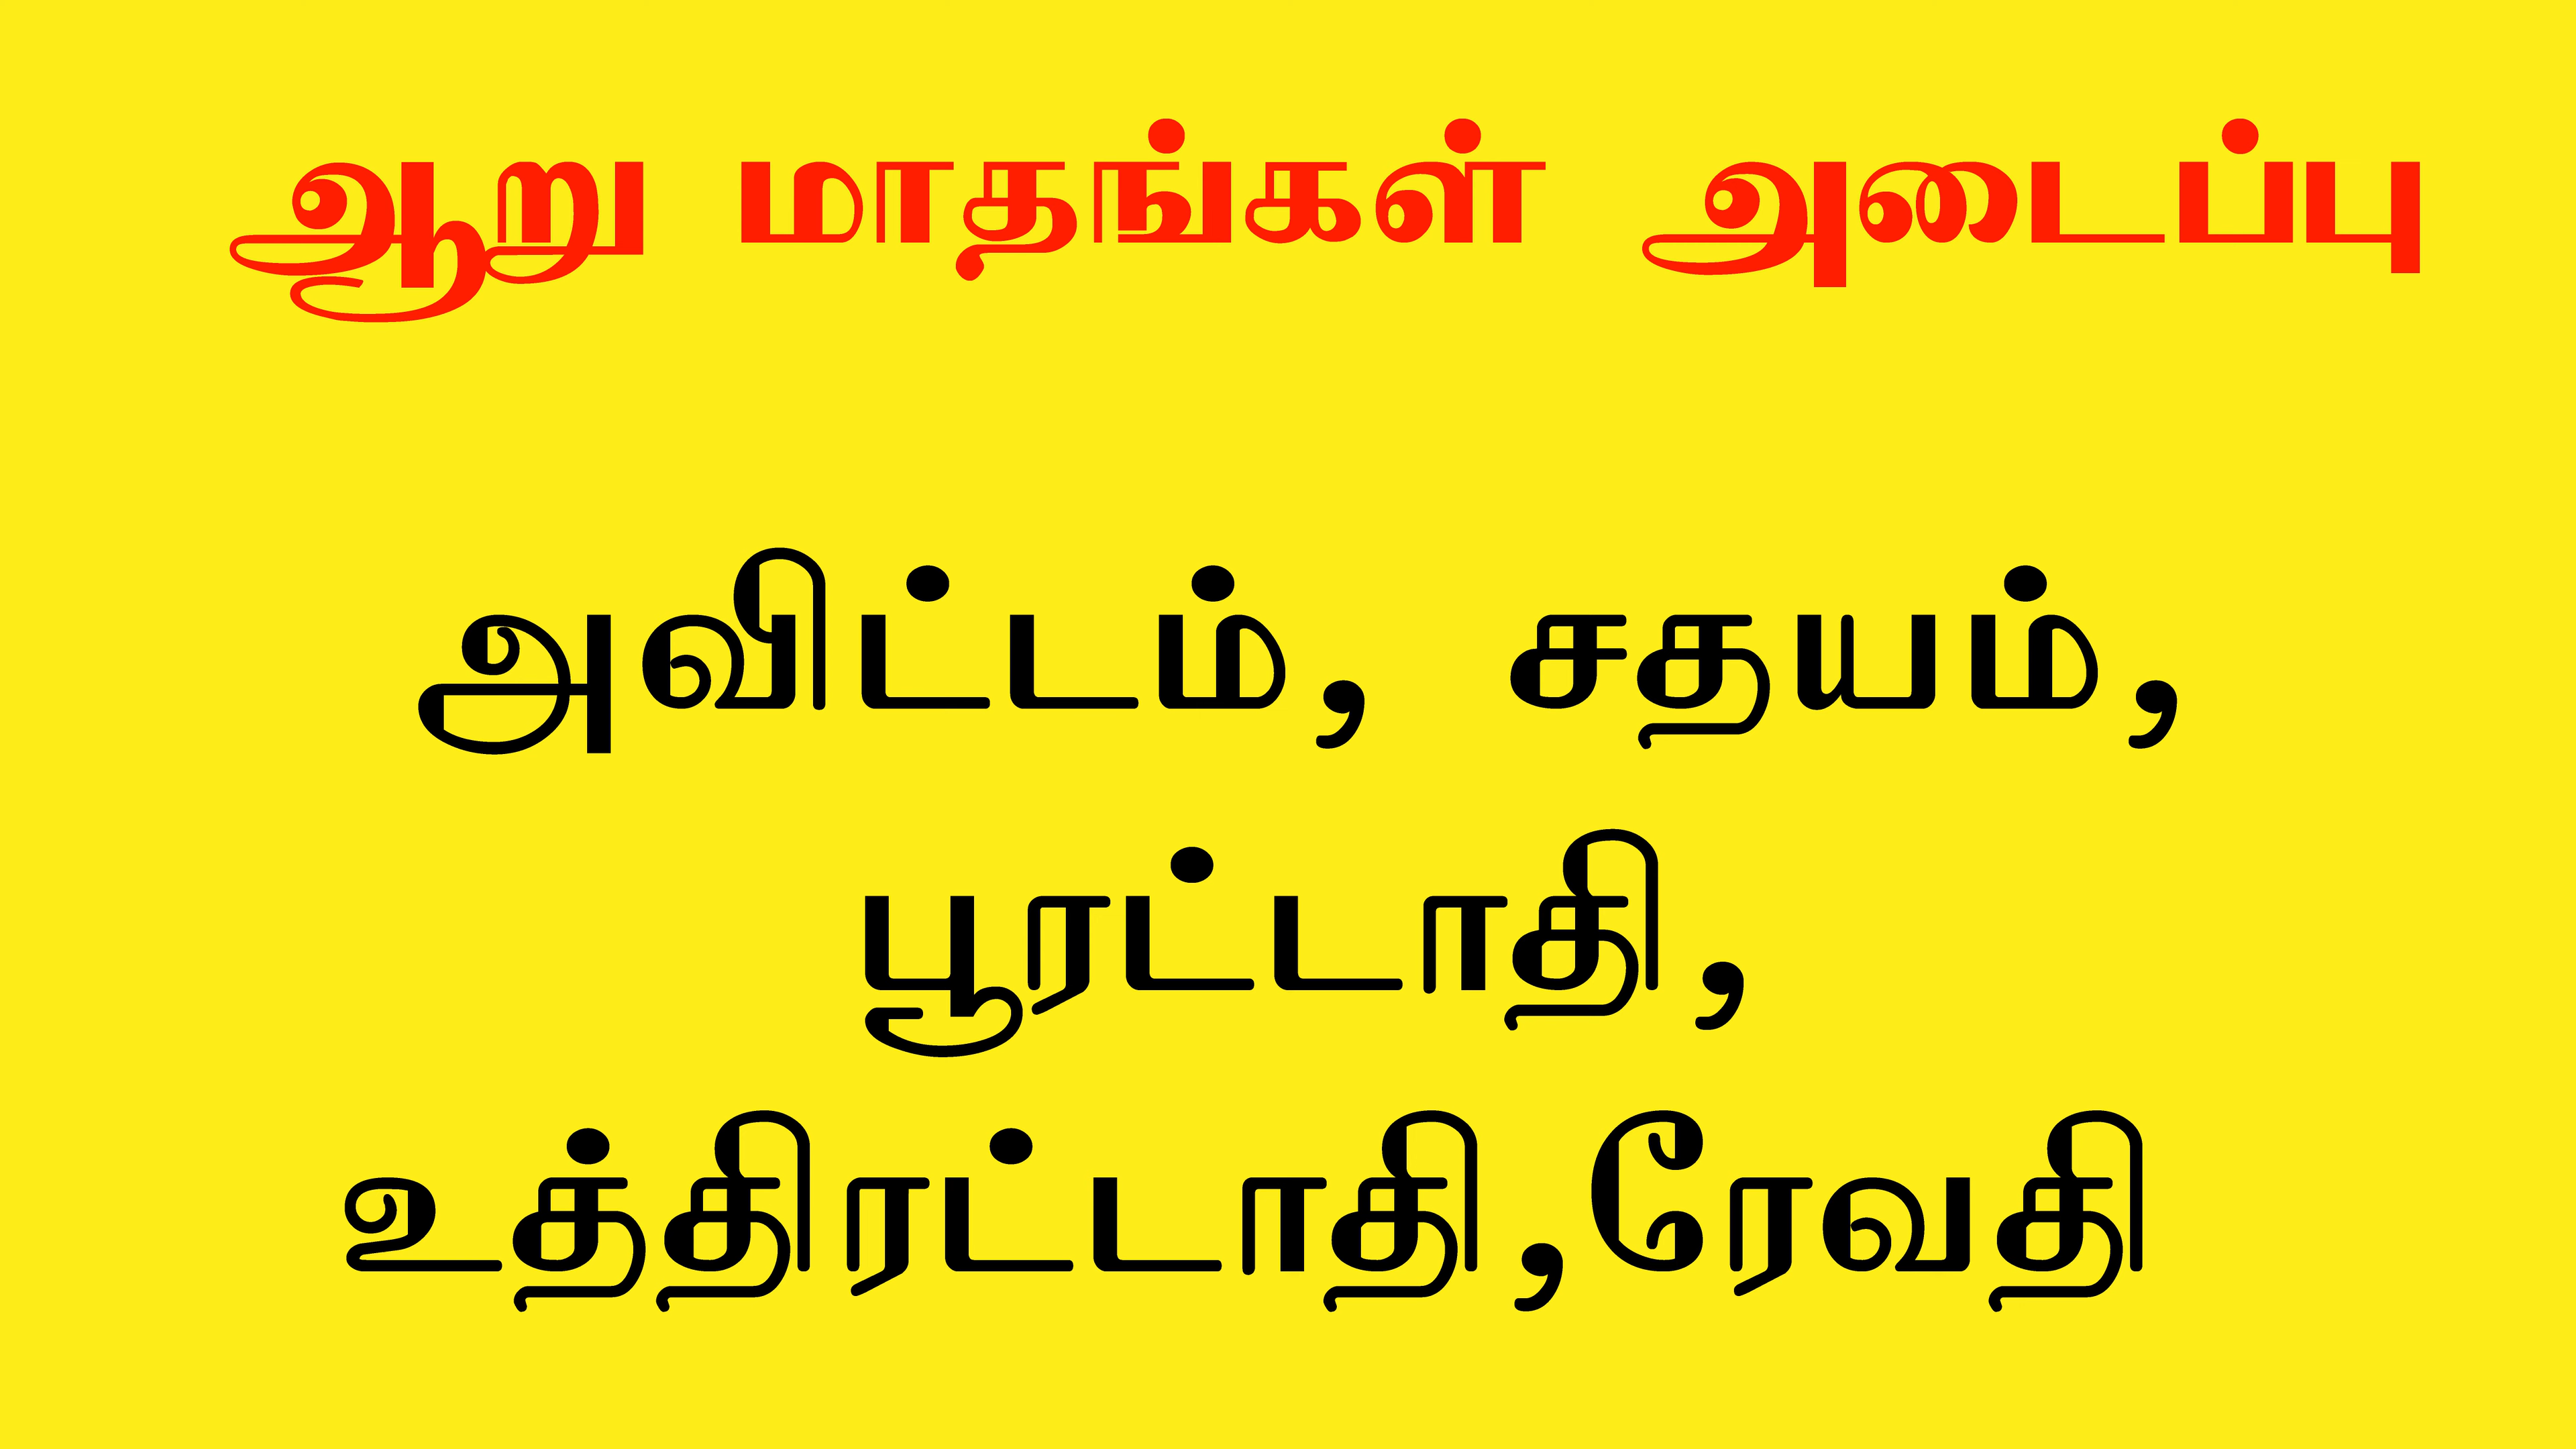 ஆறு மாதங்கள் அடைப்பு
அவிட்டம், சதயம்,
பூரட்டாதி,
உத்திரட்டாதி,ரேவதி